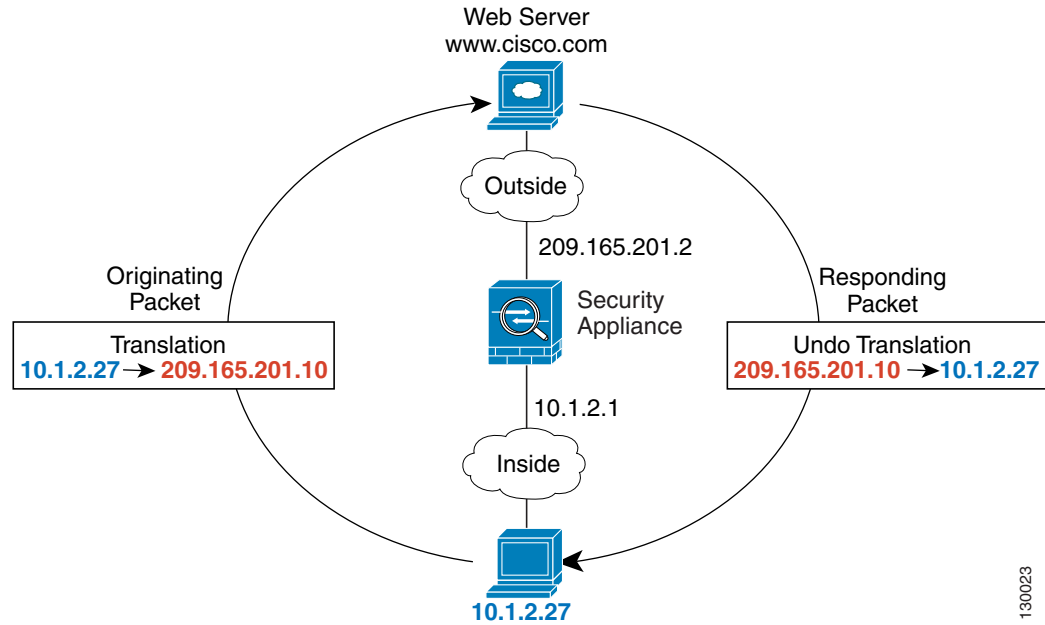 Web Server
www.cisco.com
Outside
209.165.201.2
Originating
Packet
Translation
10.1.2.27 → 209.165.201.10
Security
Appliance
Responding
Packet
Undo Translation
209.165.201.10 → 10.1.2.27
10.1.2.1
Inside
10.1.2.27
130023